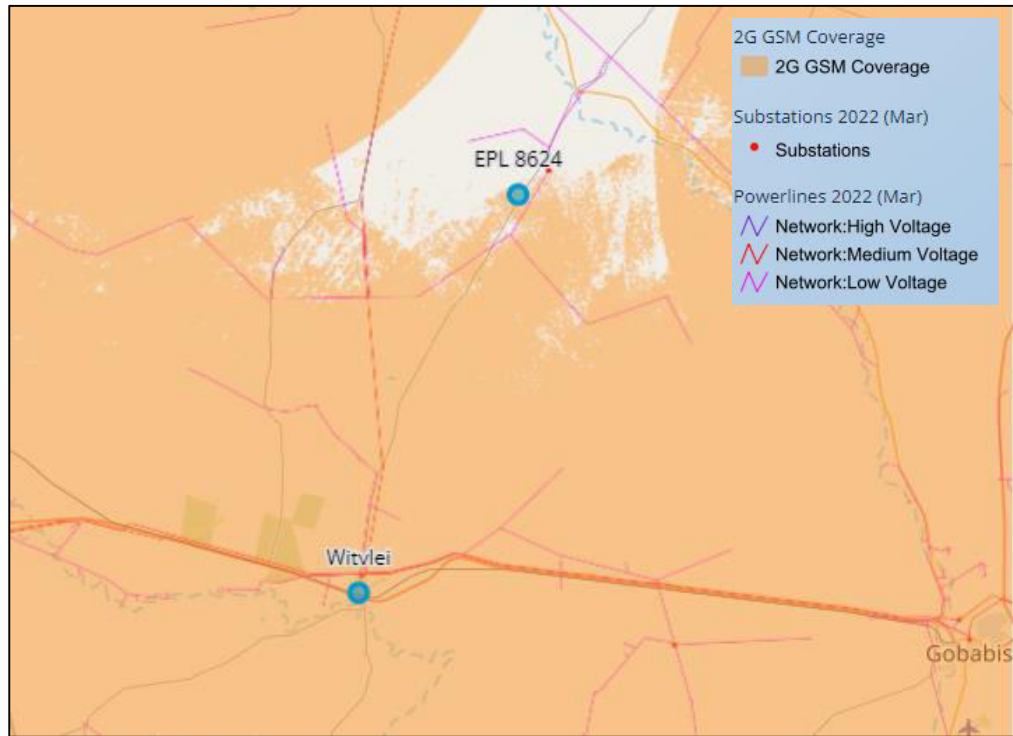 2G GSM Coverage
2G GSM Coverage
Substations 2022 (Mar)
Substations
Powerlines 2022 (Mar)
Network:High Voltage
Network:Medium Voltage
Network:Low Voltage
EPL 8624
Witvlei
Gobabis